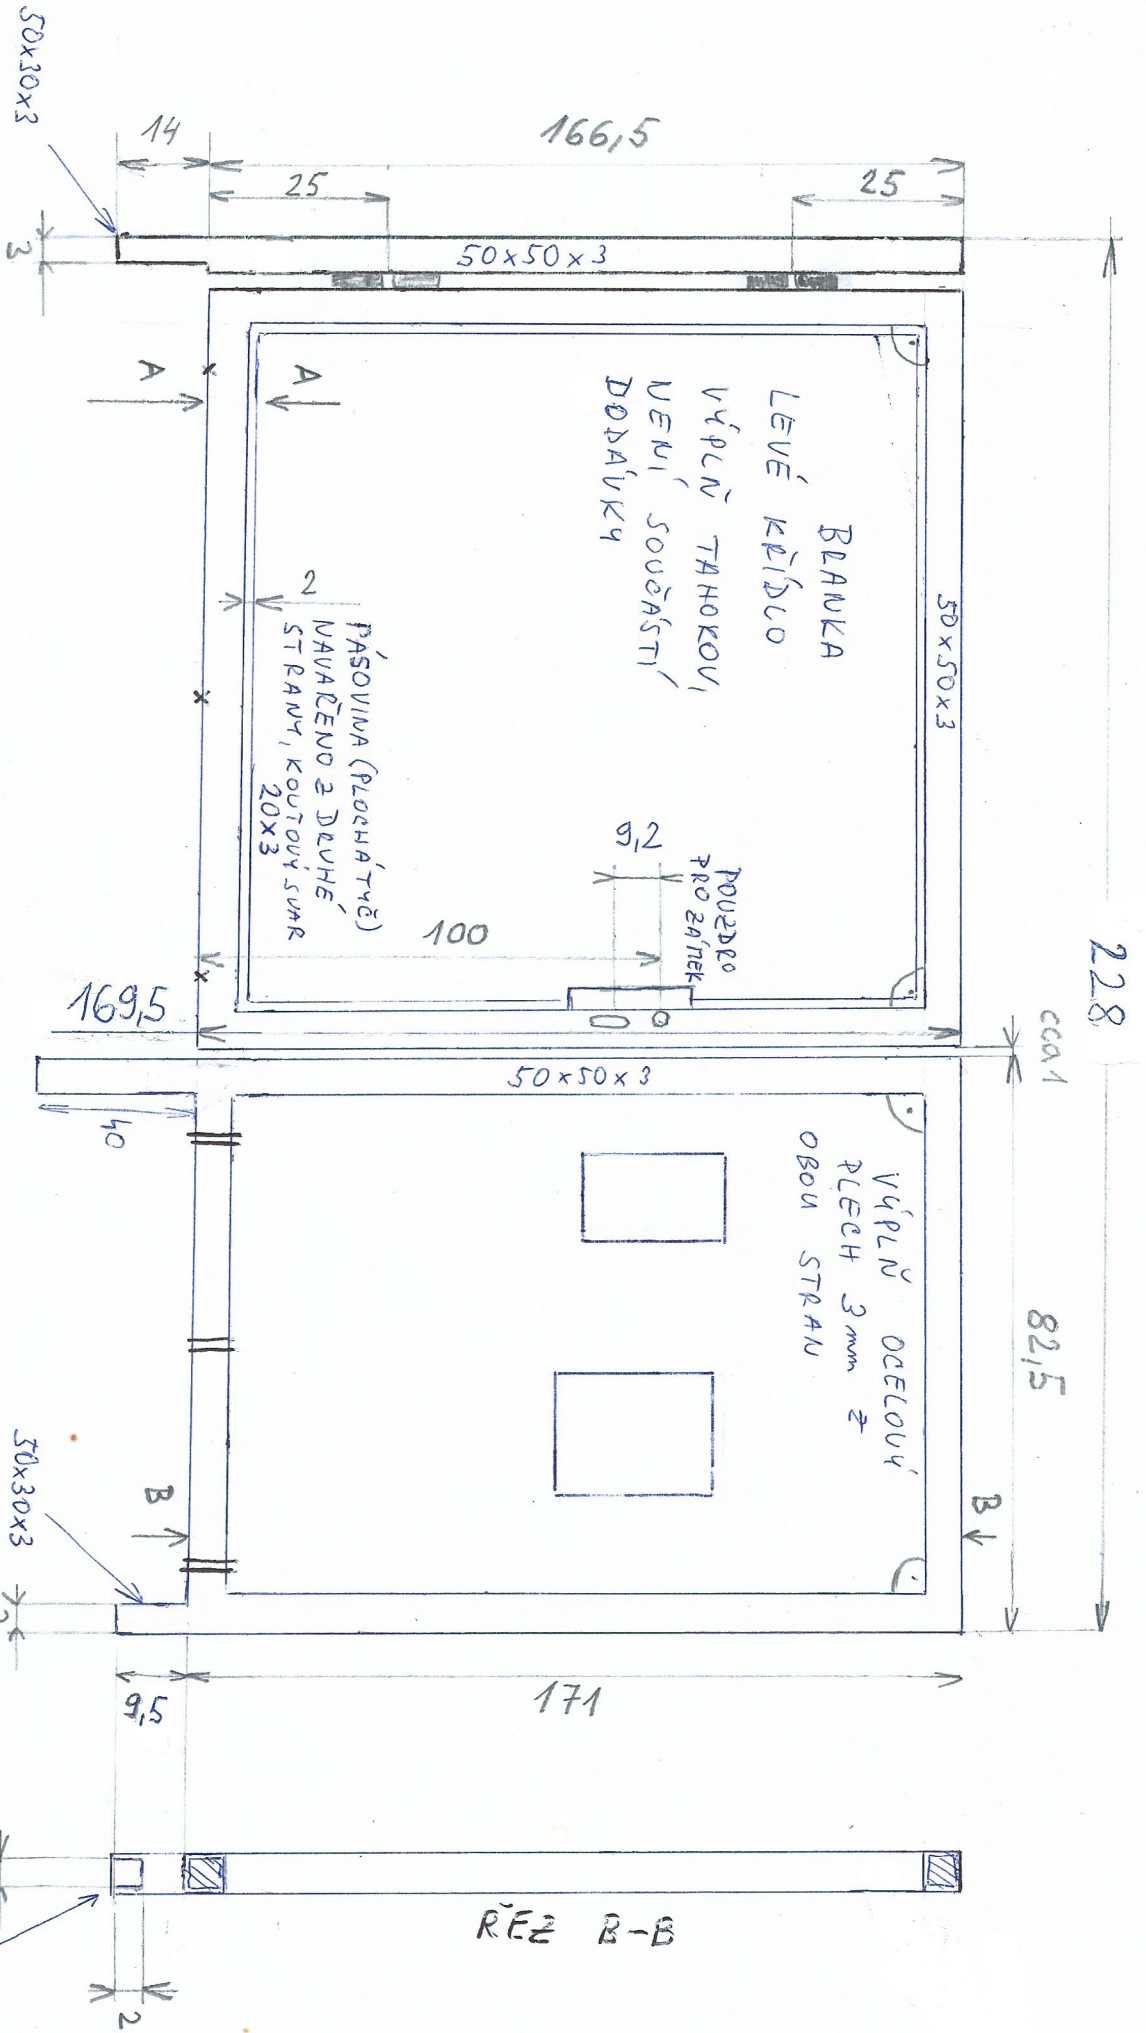 228
cca 1
82,5
50x30x3
14
166,5
25
25
3
50x50x3
50x50x3
BRANKA
LEVÉ KŘÍDLO
VÝPLŇ TAHOKOV,
NENÍ SOUČÁSTÍ
DODÁVKY
A
A
2
PÁSOVINA (PLOCHÁ TYČ)
NAVAŘENO Z DRUHÉ
STRANY, KOUTOVÝ SVAR
20x3
9,2
POUZDRO
PRO ZÁMEK
100
169,5
50x50x3
40
VÝPLŇ OCELOVÝ
PLECH 3 mm Z
OBOU STRAN
B
B
50x30x3
9,5
171
ŘEZ B-B
2